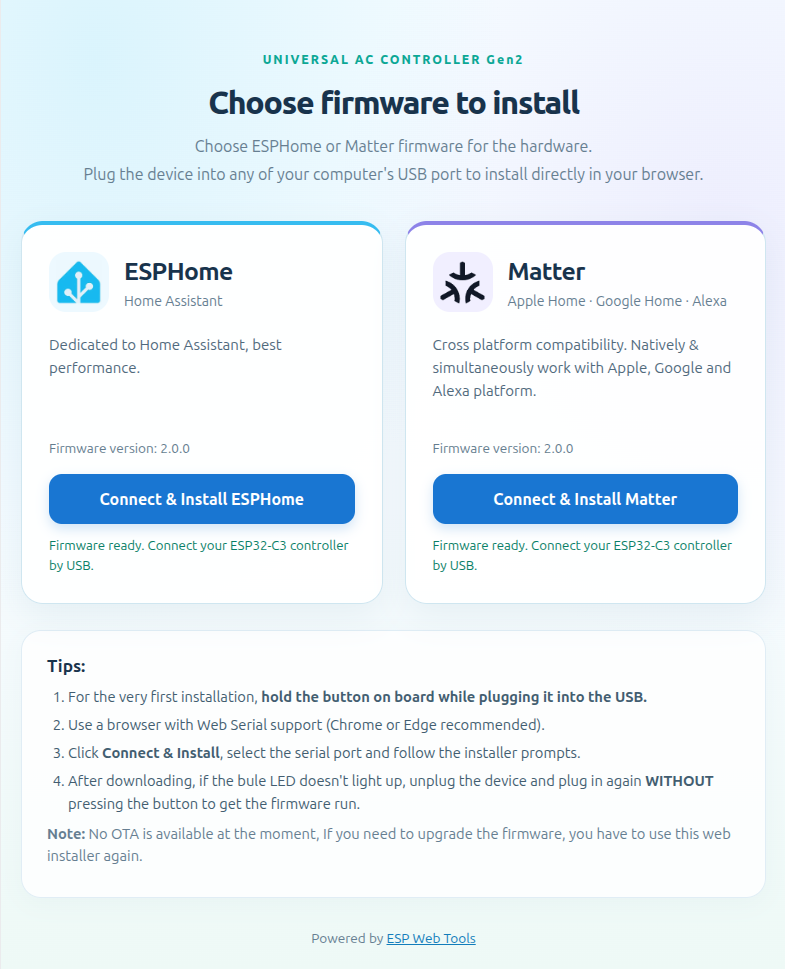 UNIVERSAL AC CONTROLLER Gen2
Choose firmware to install
Choose ESPHome or Matter firmware for the hardware.
Plug the device into any of your computer's USB port to install directly in your browser.
ESPHome
Home Assistant
Dedicated to Home Assistant, best
performance.
Firmware version: 2.0.0
Connect & Install ESPHome
Firmware ready. Connect your ESP32-C3 controller
by USB.
Matter
Apple Home · Google Home · Alexa
Cross platform compatibility. Natively &
simultaneously work with Apple, Google and
Alexa platform.
Firmware version: 2.0.0
Connect & Install Matter
Firmware ready. Connect your ESP32-C3 controller
by USB.
Tips:
1. For the very first installation, hold the button on board while plugging it into the USB.
2. Use a browser with Web Serial support (Chrome or Edge recommended).
3. Click Connect & Install, select the serial port and follow the installer prompts.
4. After downloading, if the bule LED doesn't light up, unplug the device and plug in again WITHOUT
pressing the button to get the firmware run.
Note: No OTA is available at the moment, If you need to upgrade the firmware, you have to use this web
installer again.
Powered by ESP Web Tools